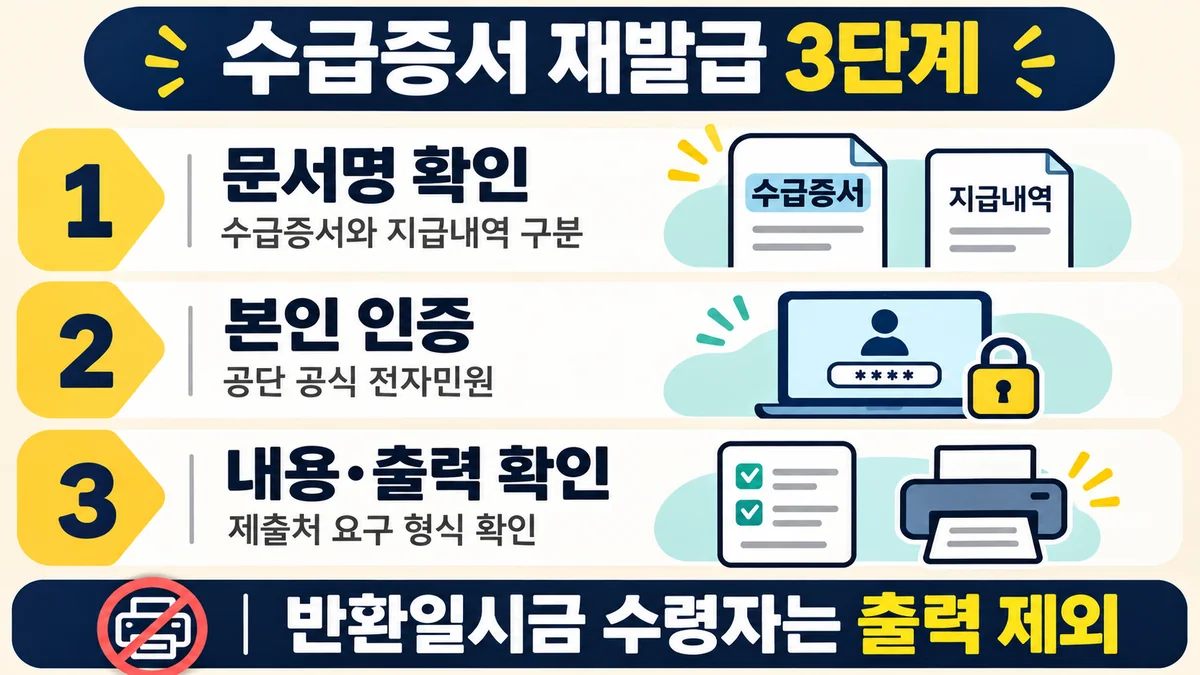 수급증서 재발급 3단계
1
문서명 확인
수급증서와 지급내역 구분
수급증서
지급내역
2
본인 인증
공단 공식 전자민원
****
3
내용·출력 확인
제출처 요구 형식 확인
반환일시금 수령자는 출력 제외